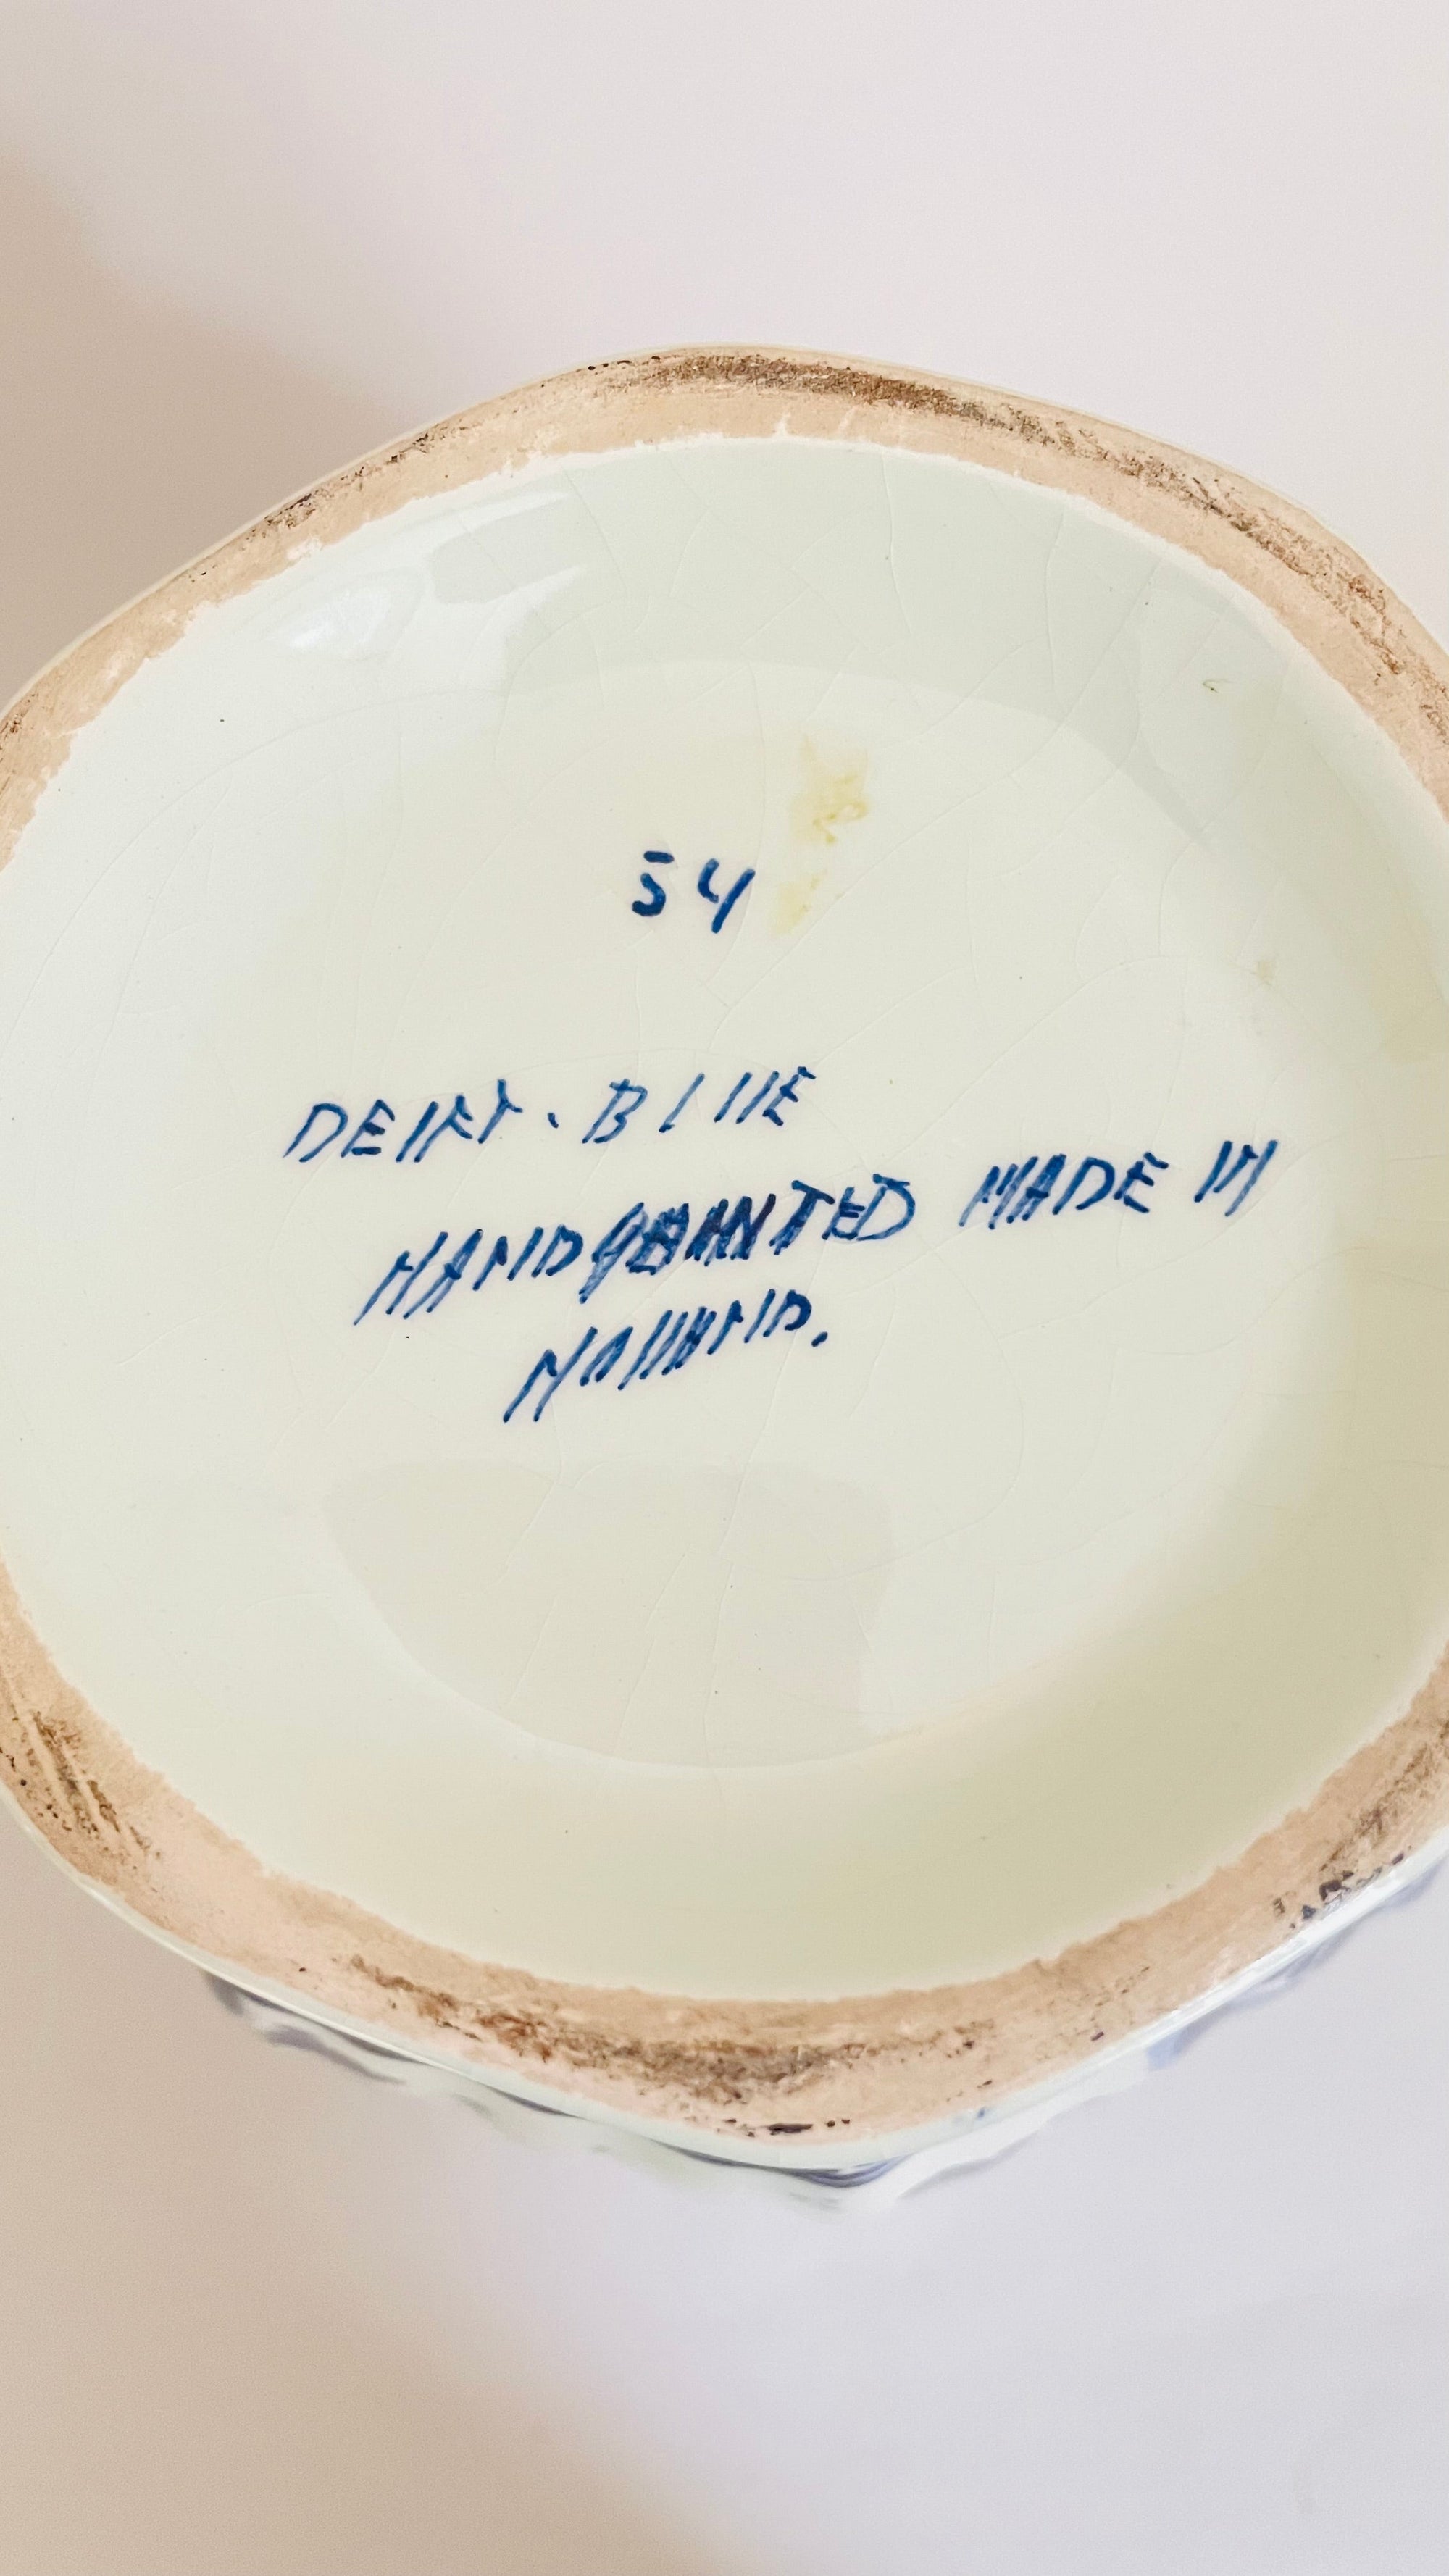 54
DELFT. BLUE
HANDPAINTED MADE IN
HOLLAND.